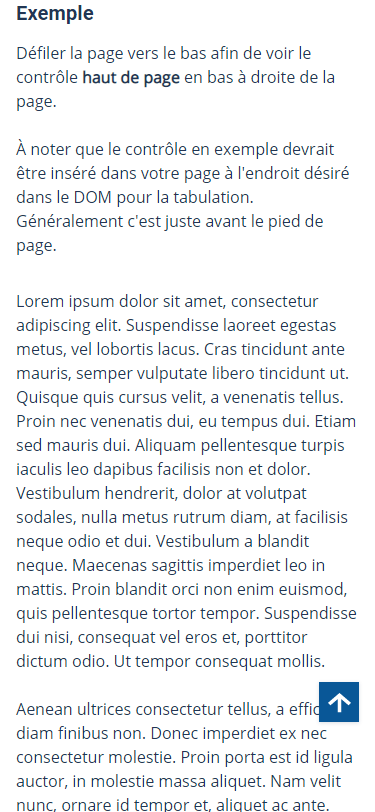 Exemple
Défiler la page vers le bas afin de voir le
contrôle haut de page en bas à droite de la
page.
À noter que le contrôle en exemple devrait
être inséré dans votre page à l'endroit désiré
dans le DOM pour la tabulation.
Généralement c'est juste avant le pied de
page.
Lorem ipsum dolor sit amet, consectetur
adipiscing elit. Suspendisse laoreet egestas
metus, vel lobortis lacus. Cras tincidunt ante
mauris, semper vulputate libero tincidunt ut.
Quisque quis cursus velit, a venenatis tellus.
Proin nec venenatis dui, eu tempus dui. Etiam
sed mauris dui. Aliquam pellentesque turpis
iaculis leo dapibus facilisis non et dolor.
Vestibulum hendrerit, dolor at volutpat
sodales, nulla metus rutrum diam, at facilisis
neque odio et dui. Vestibulum a blandit
neque. Maecenas sagittis imperdiet leo in
mattis. Proin blandit orci non enim euismod,
quis pellentesque tortor tempor. Suspendisse
dui nisi, consequat vel eros et, porttitor
dictum odio. Ut tempor consequat mollis.
Aenean ultrices consectetur tellus, a
diam finibus non. Donec imperdiet ex nec
consectetur molestie. Proin porta est id ligula
auctor, in molestie massa aliquet. Nam velit
nunc, ornare id tempor et, aliquet ac ante.